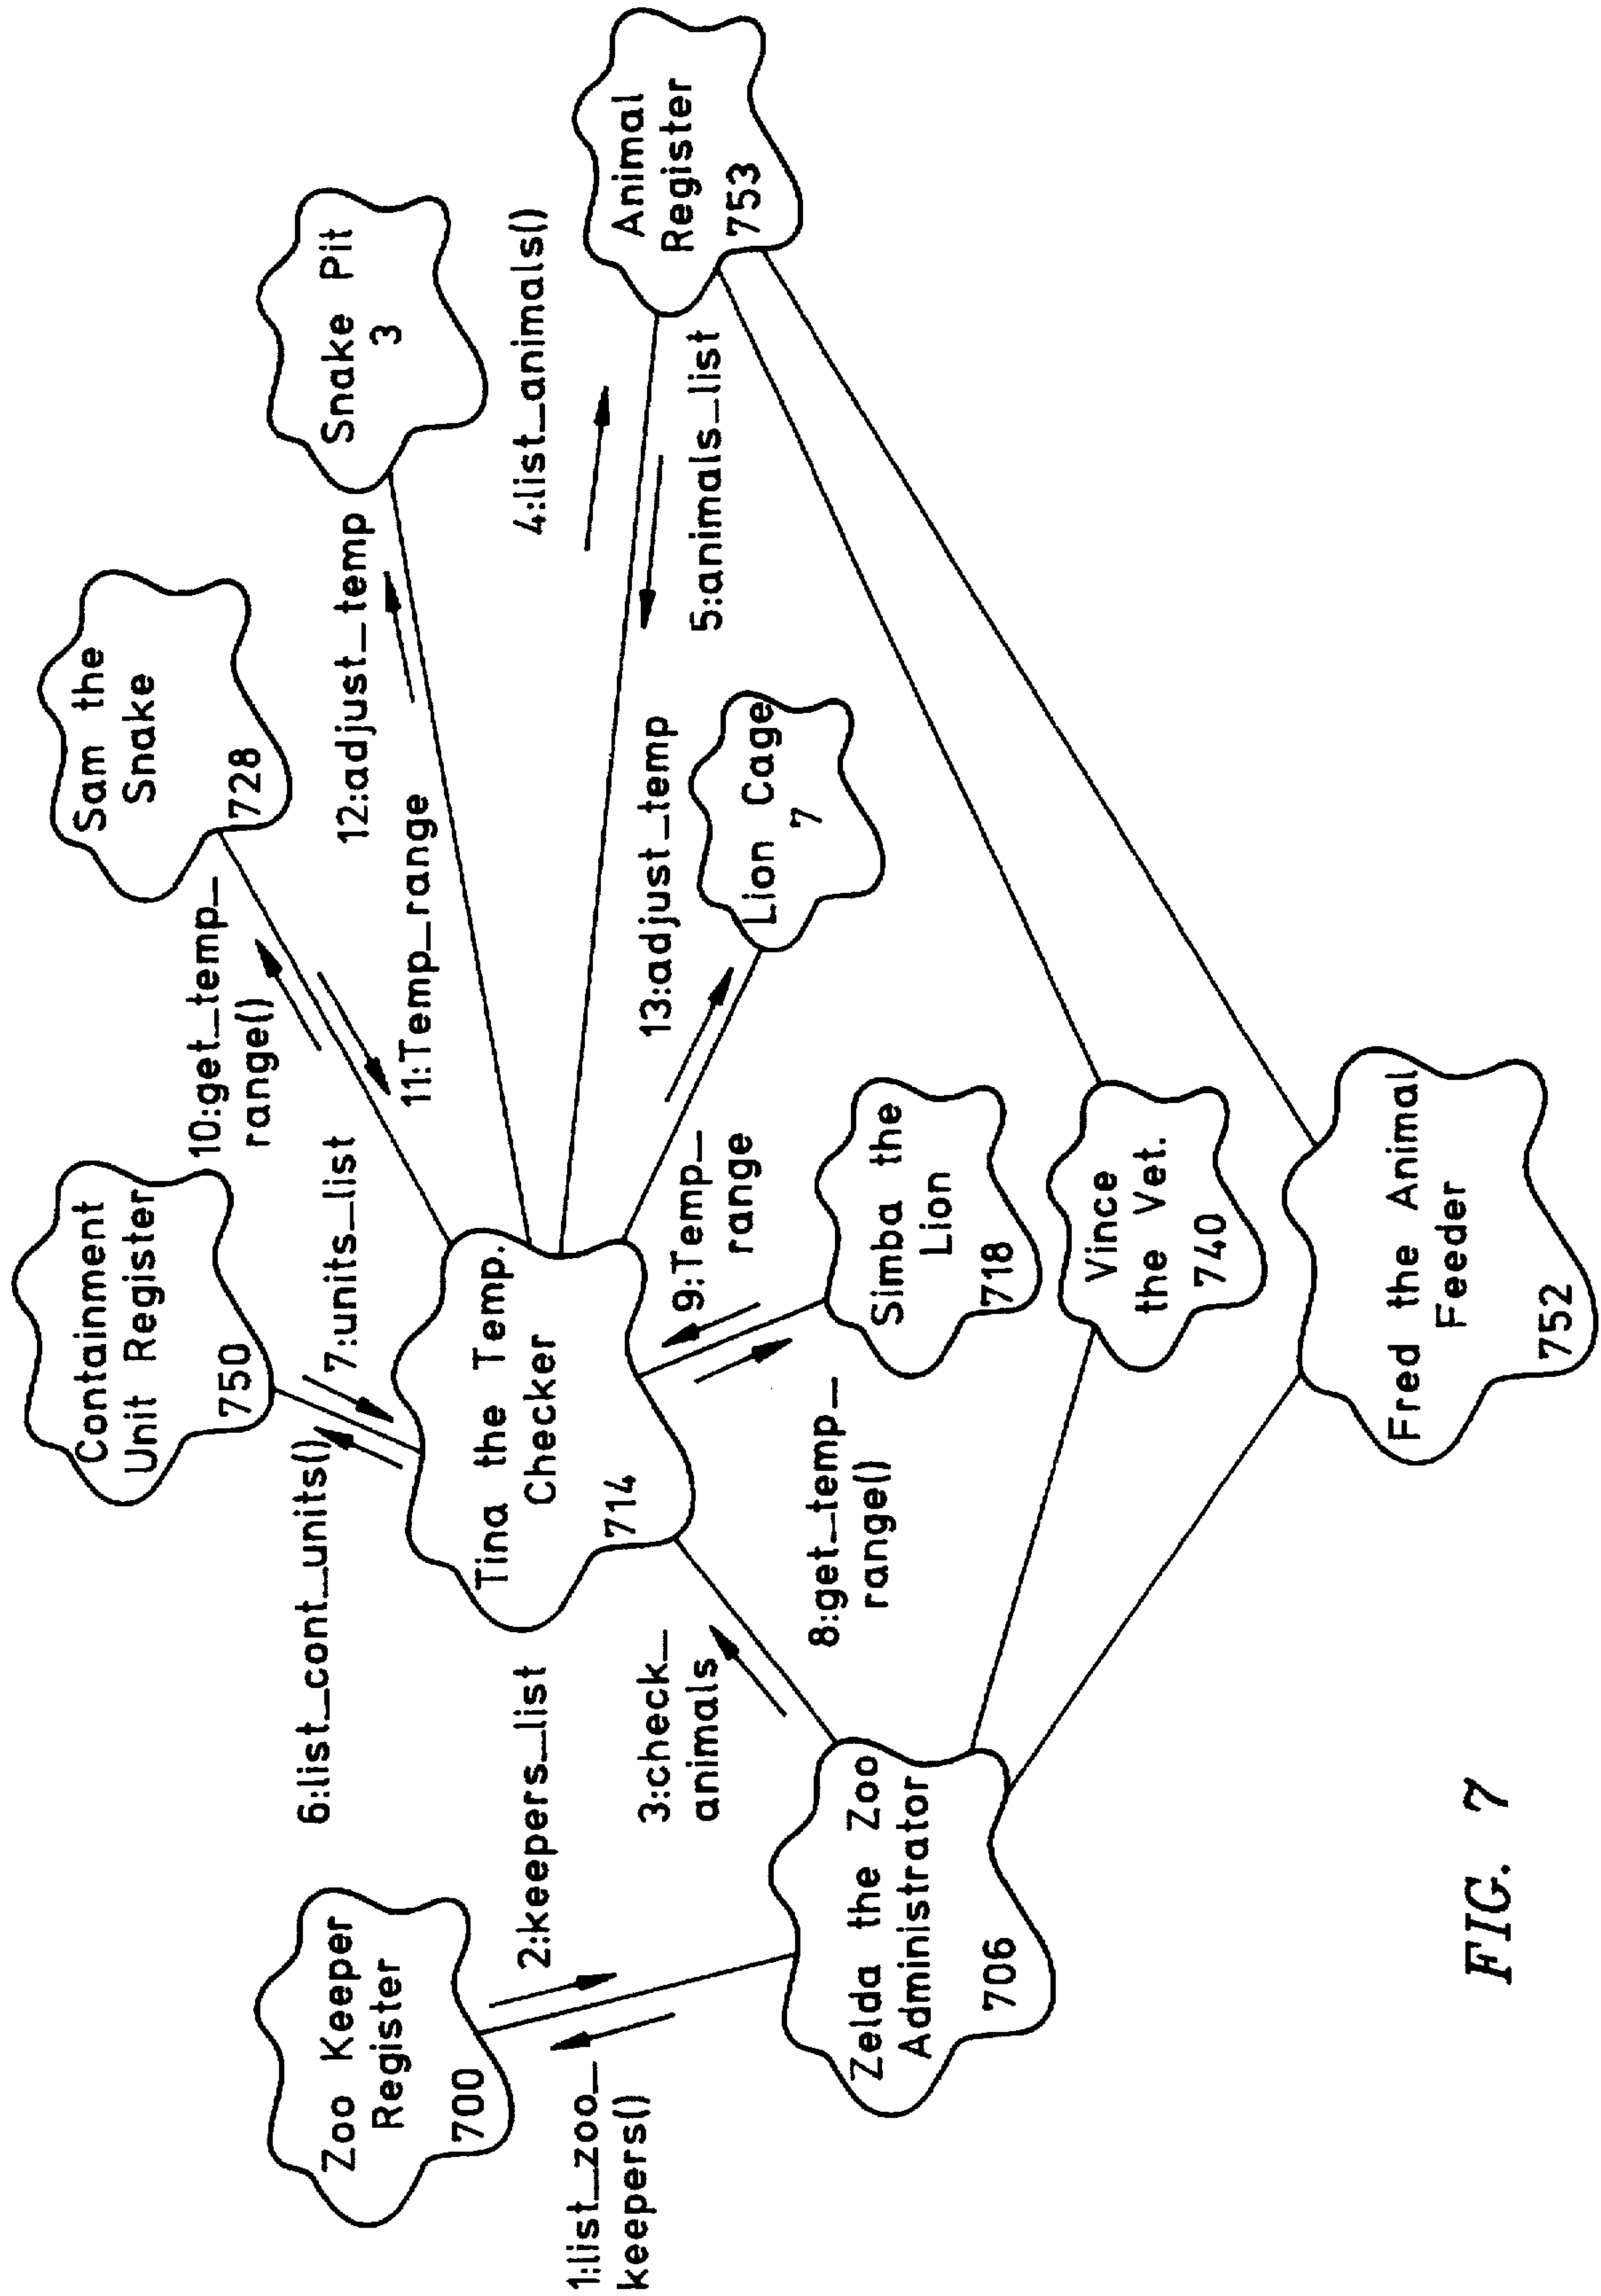 Containment
Unit Register
750
Sam the
Snake
728
10:get_temp_
range()
7:units_list
6:list_cont_units()
12:adjust_temp
Snake Pit
3
11:Temp_range
Zoo Keeper
Register
700
2:keepers_list
1:list_zoo_
keepers()
Tina the Temp.
Checker
714
4:list_animals()
Animal
Register
753
5:animals_list
13:adjust_temp
Lion Cage
7
3:check_
animals
9:Temp_
range
8:get_temp_
range()
Simba the
Lion
718
Zelda the Zoo
Administrator
706
Vince
the Vet.
740
Fred the Animal
Feeder
752
FIG. 7